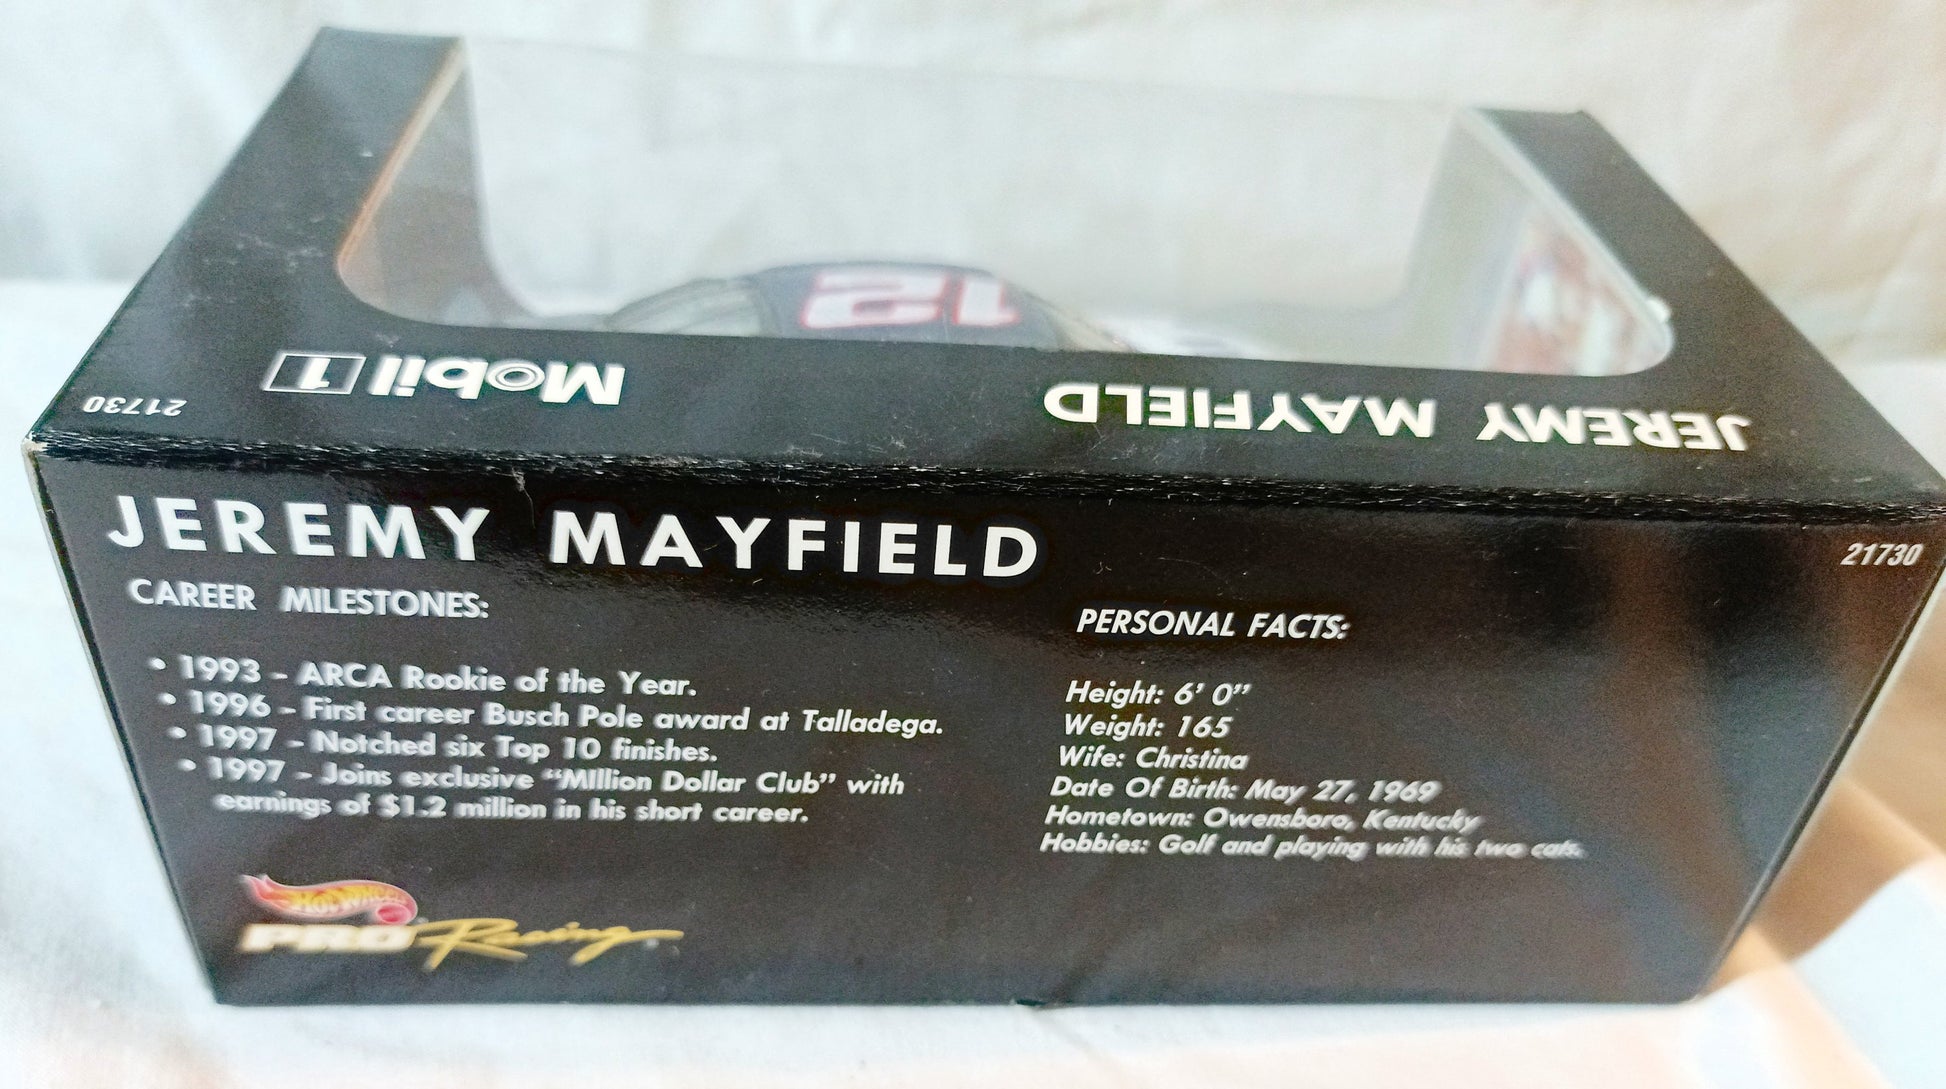 12
Mobil 1
JEREMY MAYFIELD
21730
JEREMY MAYFIELD
21730
CAREER MILESTONES:
• 1993 - ARCA Rookie of the Year.
• 1996 - First career Busch Pole award at Talladega.
• 1997 - Notched six Top 10 finishes.
• 1997 - Joins exclusive “MIllion Dollar Club” with
earnings of $1.2 million in his short career.
PERSONAL FACTS:
Height: 6’ 0”
Weight: 165
Wife: Christina
Date Of Birth: May 27, 1969
Hometown: Owensboro, Kentucky
Hobbies: Golf and playing with his two cats.
HOT WHEELS
PRO Racing